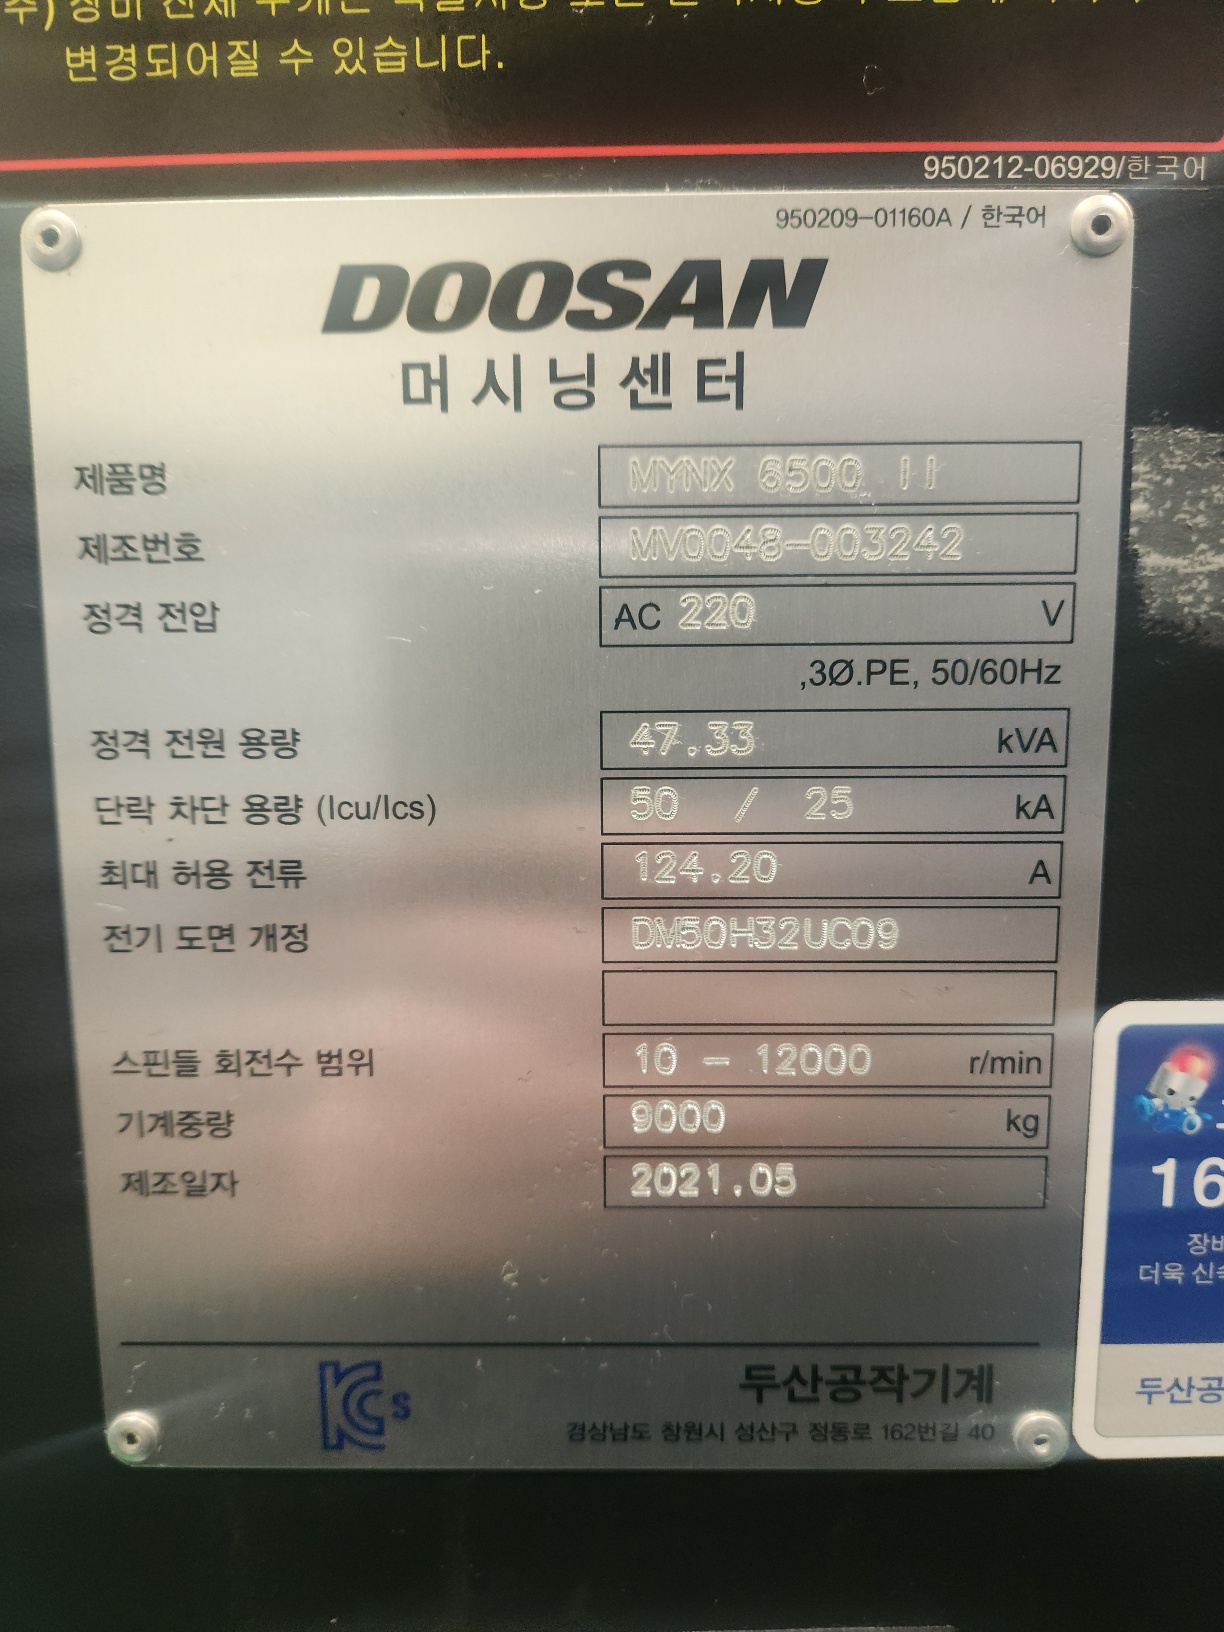 변경되어질 수 있습니다.
950212-06929/한국어
950209-01160A / 한국어
DOOSAN
머시닝센터
제품명 MYNX 6500 II
제조번호 MV0048-003242
정격 전압 AC 220 V
,3Ø.PE, 50/60Hz
정격 전원 용량 47.33 kVA
단락 차단 용량 (Icu/Ics) 50 / 25 kA
최대 허용 전류 124.20 A
전기 도면 개정 DM50H32UC09
스핀들 회전수 범위 10 - 12000 r/min
기계중량 9000 kg
제조일자 2021.05
KCs
두산공작기계
경상남도 창원시 성산구 정동로 162번길 40
16
더욱
두산공